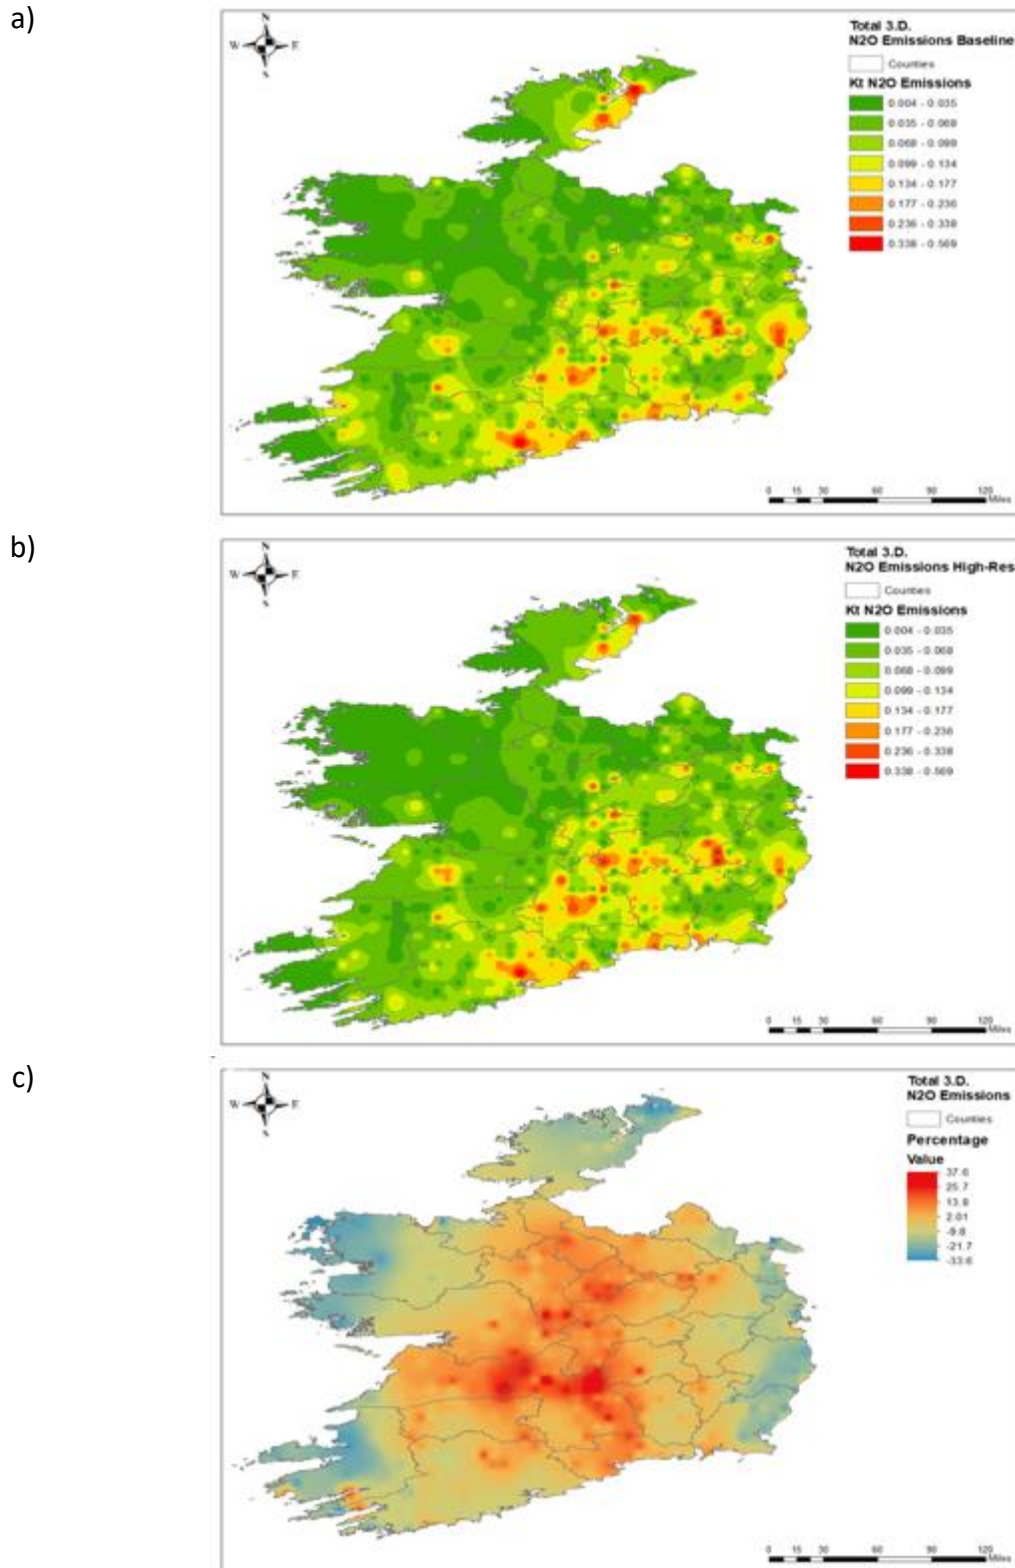 a)
N
W E
S
Total 3.D.
N2O Emissions Baseline
Counties
Kt N2O Emissions
0.004 - 0.035
0.035 - 0.068
0.068 - 0.099
0.099 - 0.134
0.134 - 0.177
0.177 - 0.236
0.236 - 0.338
0.338 - 0.569
0 15 30 60 90 120
Miles
b)
N
W E
S
Total 3.D.
N2O Emissions High-Res
Counties
Kt N2O Emissions
0.004 - 0.035
0.035 - 0.068
0.068 - 0.099
0.099 - 0.134
0.134 - 0.177
0.177 - 0.236
0.236 - 0.338
0.338 - 0.569
0 15 30 60 90 120
Miles
c)
N
W E
S
Total 3.D.
N2O Emissions
Counties
Percentage
Value
37.6
25.7
13.8
2.01
-9.8
-21.7
-33.6
0 15 30 60 90 120
Miles